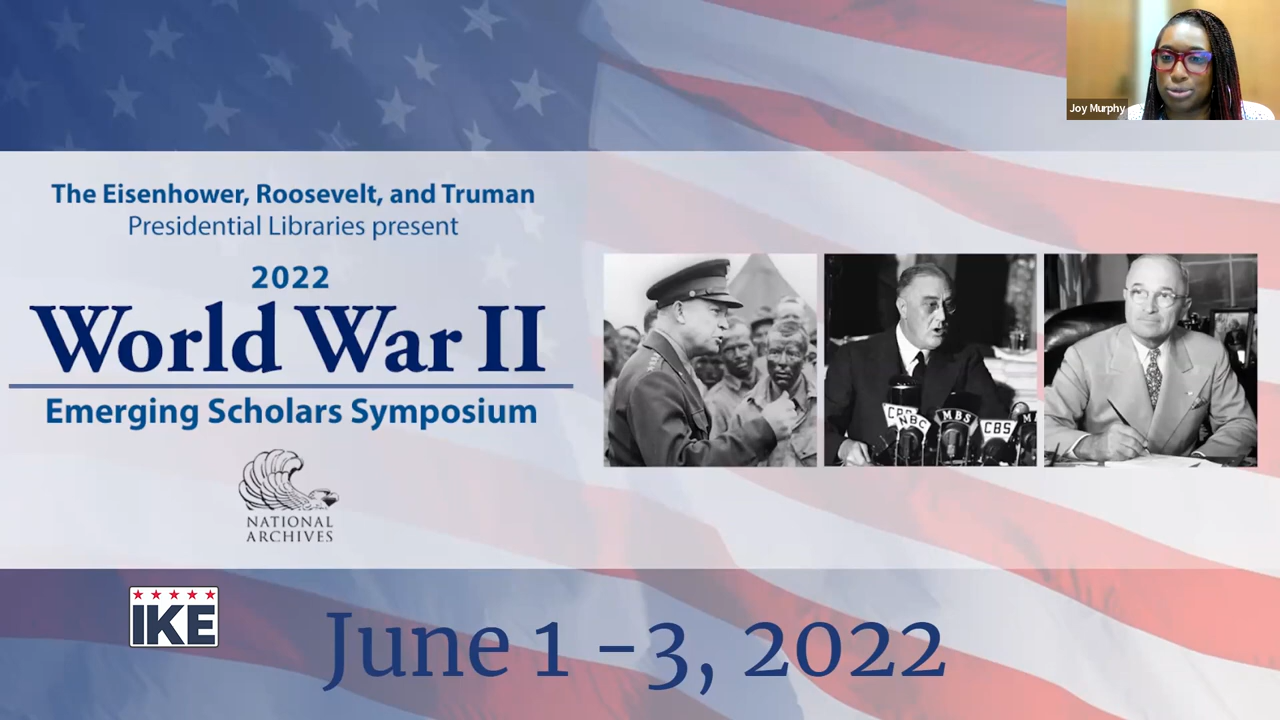 Joy Murphy
The Eisenhower, Roosevelt, and Truman
Presidential Libraries present
2022
World War II
Emerging Scholars Symposium
NATIONAL
ARCHIVES
CBS
NBC
MBS
CBS
IKE
June 1 - 3, 2022